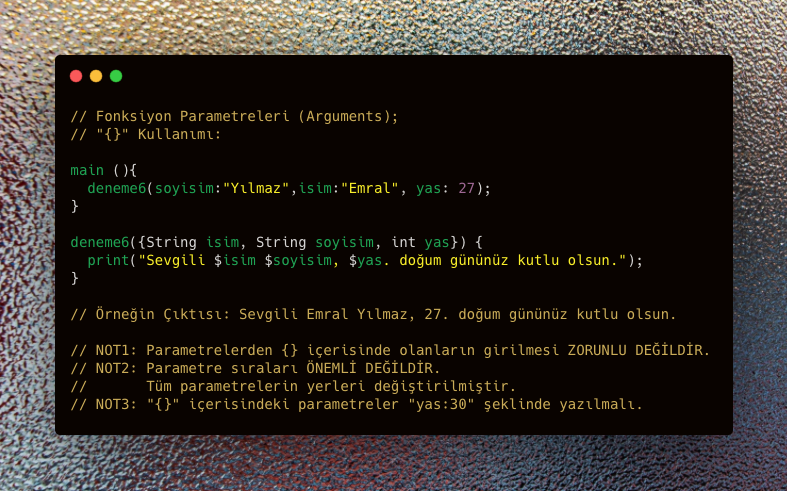 // Fonksiyon Parametreleri (Arguments);
// "{}" Kullanımı:
main (){
  deneme6(soyisim:"Yılmaz",isim:"Emral", yas: 27);
}
deneme6({String isim, String soyisim, int yas}) {
  print("Sevgili $isim $soyisim, $yas. doğum gününüz kutlu olsun.");
}
// Örneğin Çıktısı: Sevgili Emral Yılmaz, 27. doğum gününüz kutlu olsun.
// NOT1: Parametrelerden {} içerisinde olanların girilmesi ZORUNLU DEĞİLDİR.
// NOT2: Parametre sıraları ÖNEMLİ DEĞİLDİR.
//       Tüm parametrelerin yerleri değiştirilmiştir.
// NOT3: "{}" içerisindeki parametreler "yas:30" şeklinde yazılmalı.